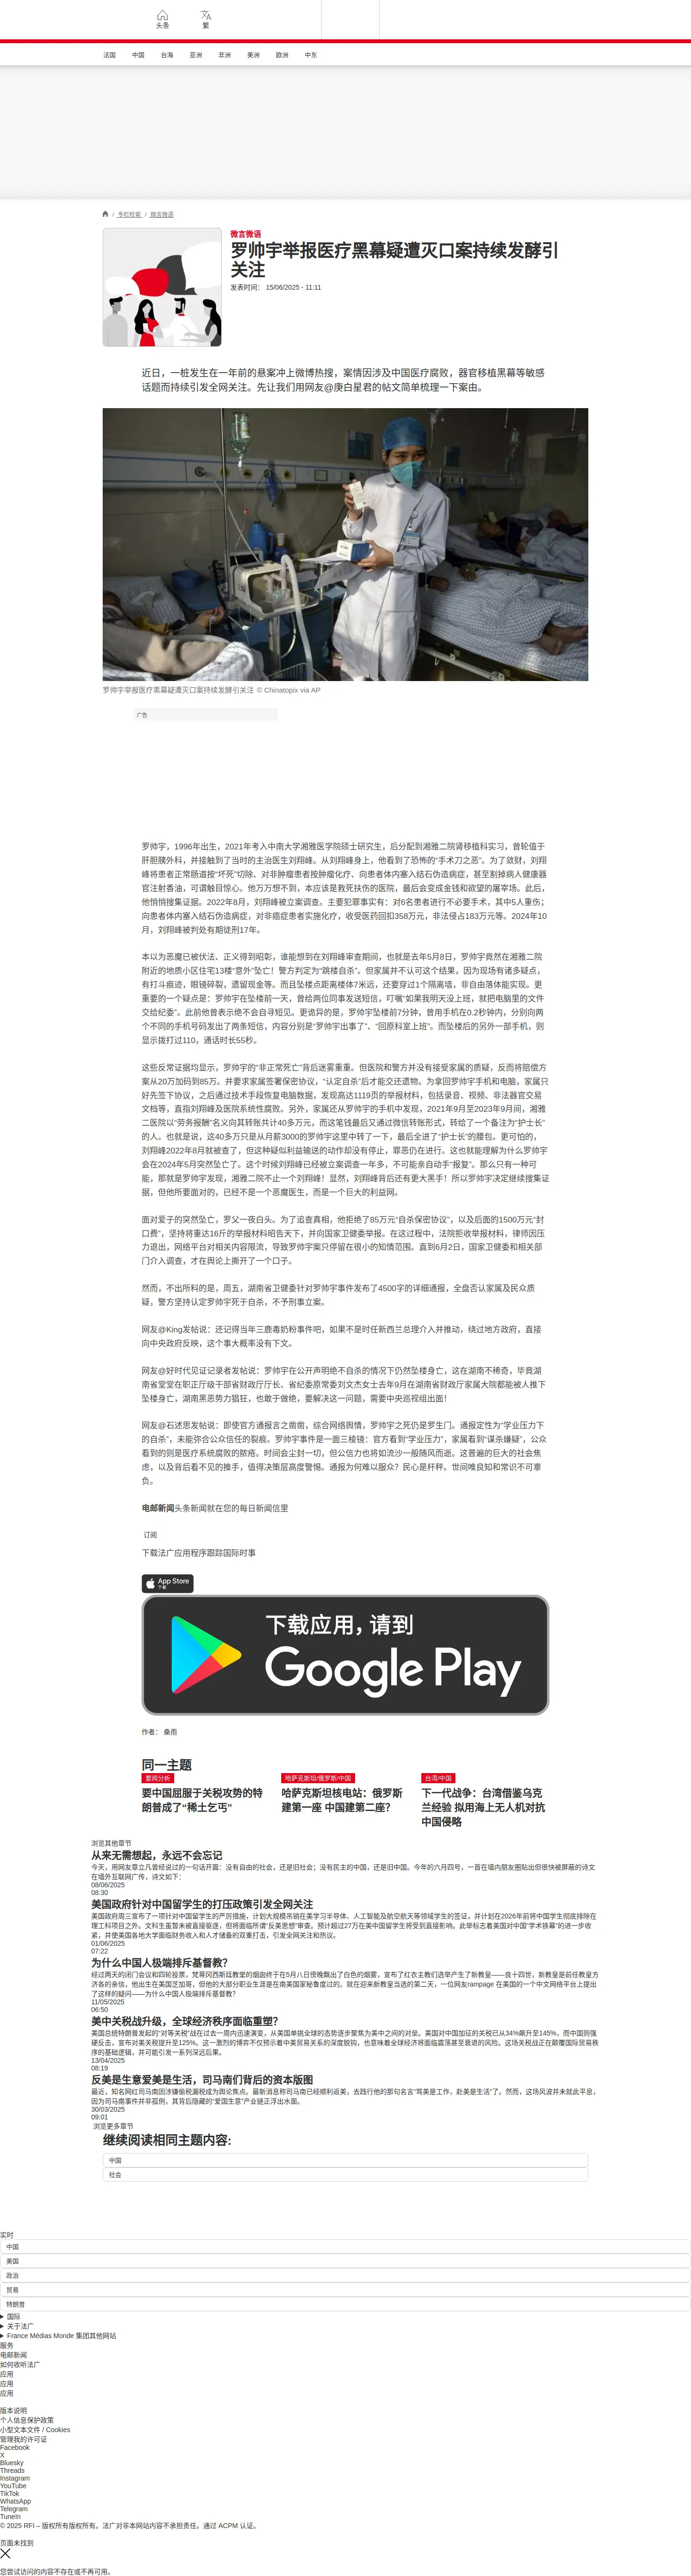 头条
繁
法国 中国 台海 亚洲 非洲 美洲 欧洲 中东
/ 专栏检索 / 微言微语
微言微语
罗帅宇举报医疗黑幕疑遭灭口案持续发酵引
关注
发表时间： 15/06/2025 - 11:11
近日，一桩发生在一年前的悬案冲上微博热搜，案情因涉及中国医疗腐败，器官移植黑幕等敏感
话题而持续引发全网关注。先让我们用网友@庚白星君的帖文简单梳理一下案由。
罗帅宇举报医疗黑幕疑遭灭口案持续发酵引关注 © Chinatopix via AP
广告
罗帅宇，1996年出生，2021年考入中南大学湘雅医学院硕士研究生，后分配到湘雅二院肾移植科实习，曾轮值于
肝胆胰外科，并接触到了当时的主治医生刘翔峰。从刘翔峰身上，他看到了恐怖的“手术刀之恶”。为了敛财，刘翔
峰将患者正常肠道按“坏死”切除、对非肿瘤患者按肿瘤化疗、向患者体内塞入结石伪造病症，甚至割掉病人健康器
官注射香油，可谓触目惊心。他万万想不到，本应该是救死扶伤的医院，最后会变成金钱和欲望的屠宰场。此后，
他悄悄搜集证据。2022年8月，刘翔峰被立案调查。主要犯罪事实有：对6名患者进行不必要手术，其中5人重伤；
向患者体内塞入结石伪造病症，对非癌症患者实施化疗，收受医药回扣358万元，非法侵占183万元等。2024年10
月，刘翔峰被判处有期徒刑17年。
本以为恶魔已被伏法、正义得到昭彰，谁能想到在刘翔峰审查期间，也就是去年5月8日，罗帅宇竟然在湘雅二院
附近的地质小区住宅13楼“意外”坠亡！警方判定为“跳楼自杀”。但家属并不认可这个结果，因为现场有诸多疑点，
有打斗痕迹，眼镜碎裂，遗留现金等。而且坠楼点距离楼体7米远，还要穿过1个隔离墙，非自由落体能实现。更
重要的一个疑点是：罗帅宇在坠楼前一天，曾给两位同事发送短信，叮嘱“如果我明天没上班，就把电脑里的文件
交给纪委”。此前他曾表示绝不会自寻短见。更诡异的是，罗帅宇坠楼前7分钟，曾用手机在0.2秒钟内，分别向两
个不同的手机号码发出了两条短信，内容分别是“罗帅宇出事了”、“回原科室上班”。而坠楼后的另外一部手机，则
显示拨打过110，通话时长55秒。
这些反常证据均显示，罗帅宇的“非正常死亡”背后迷雾重重。但医院和警方并没有接受家属的质疑，反而将赔偿方
案从20万加码到85万。并要求家属签署保密协议，“认定自杀”后才能交还遗物。为拿回罗帅宇手机和电脑，家属只
好先签下协议，之后通过技术手段恢复电脑数据，发现高达1119页的举报材料，包括录音、视频、非法器官交易
文档等，直指刘翔峰及医院系统性腐败。另外，家属还从罗帅宇的手机中发现，2021年9月至2023年9月间，湘雅
二医院以“劳务报酬”名义向其转账共计40多万元，而这笔钱最后又通过微信转账形式，转给了一个备注为“护士长”
的人。也就是说，这40多万只是从月薪3000的罗帅宇这里中转了一下，最后全进了“护士长”的腰包。更可怕的，
刘翔峰2022年8月就被查了，但这种疑似利益输送的动作却没有停止，罪恶仍在进行。这也就能理解为什么罗帅宇
会在2024年5月突然坠亡了。这个时候刘翔峰已经被立案调查一年多，不可能亲自动手“报复”。那么只有一种可
能，那就是罗帅宇发现，湘雅二院不止一个刘翔峰！显然，刘翔峰背后还有更大黑手！所以罗帅宇决定继续搜集证
据，但他所要面对的，已经不是一个恶魔医生，而是一个巨大的利益网。
面对爱子的突然坠亡，罗父一夜白头。为了追查真相，他拒绝了85万元“自杀保密协议”，以及后面的1500万元“封
口费”，坚持将重达16斤的举报材料昭告天下，并向国家卫健委举报。在这过程中，法院拒收举报材料，律师因压
力退出，网络平台对相关内容限流，导致罗帅宇案只停留在很小的知情范围。直到6月2日，国家卫健委和相关部
门介入调查，才在舆论上撕开了一个口子。
然而，不出所料的是，周五，湖南省卫健委针对罗帅宇事件发布了4500字的详细通报，全盘否认家属及民众质
疑，警方坚持认定罗帅宇死于自杀，不予刑事立案。
网友@King发帖说：还记得当年三鹿毒奶粉事件吧，如果不是时任新西兰总理介入并推动，绕过地方政府，直接
向中央政府反映，这个事大概率没有下文。
网友@好时代见证记录者发帖说：罗帅宇在公开声明绝不自杀的情况下仍然坠楼身亡，这在湖南不稀奇，毕竟湖
南省堂堂在职正厅级干部省财政厅厅长、省纪委原常委刘文杰女士去年9月在湖南省财政厅家属大院都能被人推下
坠楼身亡，湖南黑恶势力猖狂，也敢于做绝，要解决这一问题，需要中央巡视组出面！
网友@石述思发帖说：即使官方通报言之凿凿，综合网络舆情，罗帅宇之死仍是罗生门。通报定性为“学业压力下
的自杀”，未能弥合公众信任的裂痕。罗帅宇事件是一面三棱镜：官方看到“学业压力”，家属看到“谋杀嫌疑”，公众
看到的则是医疗系统腐败的脓疮。时间会尘封一切，但公信力也将如流沙一般随风而逝。这普遍的巨大的社会焦
虑，以及背后看不见的推手，值得决策层高度警惕。通报为何难以服众？民心是杆秤。世间唯良知和常识不可辜
负。
电邮新闻头条新闻就在您的每日新闻信里
订阅
下载法广应用程序跟踪国际时事
App Store
下载
下载应用，请到
Google Play
作者： 桑雨
同一主题
要闻分析
要中国屈服于关税攻势的特
朗普成了“稀土乞丐”
哈萨克斯坦/俄罗斯/中国
哈萨克斯坦核电站：俄罗斯
建第一座 中国建第二座？
台湾/中国
下一代战争：台湾借鉴乌克
兰经验 拟用海上无人机对抗
中国侵略
浏览其他章节
从来无需想起，永远不会忘记
今天，用网友章立凡曾经说过的一句话开篇：没有自由的社会，还是旧社会；没有民主的中国，还是旧中国。今年的六月四号，一首在墙内朋友圈贴出但很快被屏蔽的诗文
在墙外互联网广传，诗文如下：
08/06/2025
08:30
美国政府针对中国留学生的打压政策引发全网关注
美国政府周三宣布了一项针对中国留学生的严厉措施，计划大规模吊销在美学习半导体、人工智能及航空航天等领域学生的签证，并计划在2026年前将中国学生彻底排除在
理工科项目之外。文科生虽暂未被直接驱逐，但将面临所谓“反美思想”审查。预计超过27万在美中国留学生将受到直接影响。此举标志着美国对中国“学术铁幕”的进一步收
紧，并使美国各地大学面临财务收入和人才储备的双重打击，引发全网关注和热议。
01/06/2025
07:22
为什么中国人极端排斥基督教？
经过两天的闭门会议和四轮投票，梵蒂冈西斯廷教堂的烟囱终于在5月八日傍晚飘出了白色的烟雾，宣布了红衣主教们选举产生了新教皇——良十四世，新教皇是前任教皇方
济各的亲信，他出生在美国芝加哥，但他的大部分职业生涯是在南美国家秘鲁度过的。就在迎来新教皇当选的第二天，一位网友rampage 在美国的一个中文网络平台上提出
了这样的疑问——为什么中国人极端排斥基督教？
11/05/2025
06:50
美中关税战升级，全球经济秩序面临重塑？
美国总统特朗普发起的“对等关税”战在过去一周内迅速演变，从美国单挑全球的态势逐步聚焦为美中之间的对垒。美国对中国加征的关税已从34%飙升至145%，而中国则强
硬反击，宣布对美关税提升至125%。这一激烈的博弈不仅预示着中美贸易关系的深度脱钩，也意味着全球经济将面临震荡甚至衰退的风险。这场关税战正在颠覆国际贸易秩
序的基础逻辑，并可能引发一系列深远后果。
13/04/2025
08:19
反美是生意爱美是生活，司马南们背后的资本版图
最近，知名网红司马南因涉嫌偷税漏税成为舆论焦点。最新消息称司马南已经顺利返美，去践行他的那句名言“骂美是工作，赴美是生活”了。然而，这场风波并未就此平息，
因为司马南事件并非孤例，其背后隐藏的“爱国生意”产业链正浮出水面。
30/03/2025
09:01
浏览更多章节
继续阅读相同主题内容:
中国
社会
实时
中国
美国
政治
贸易
特朗普
国际
关于法广
France Médias Monde 集团其他网站
服务
电邮新闻
如何收听法广
应用
应用
应用
版本说明
个人信息保护政策
小型文本文件 / Cookies
管理我的许可证
Facebook
X
Bluesky
Threads
Instagram
YouTube
TikTok
WhatsApp
Telegram
TuneIn
© 2025 RFI – 版权所有版权所有。法广对非本网站内容不承担责任。通过 ACPM 认证。
页面未找到
您尝试访问的内容不存在或不再可用。